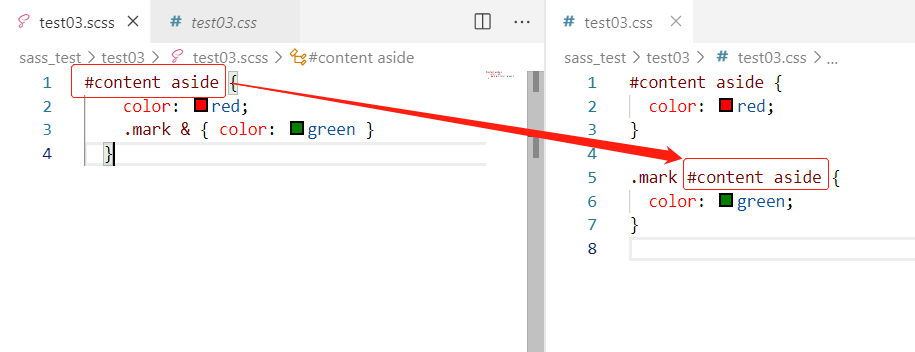 test03.scss
test03.css
sass_test > test03 > test03.scss > #content aside
1 #content aside {
2 color: red;
3 .mark & { color: green }
4 }
test03.css
sass_test > test03 > # test03.css > ...
1 #content aside {
2 color: red;
3 }
4
5 .mark #content aside {
6 color: green;
7 }
8